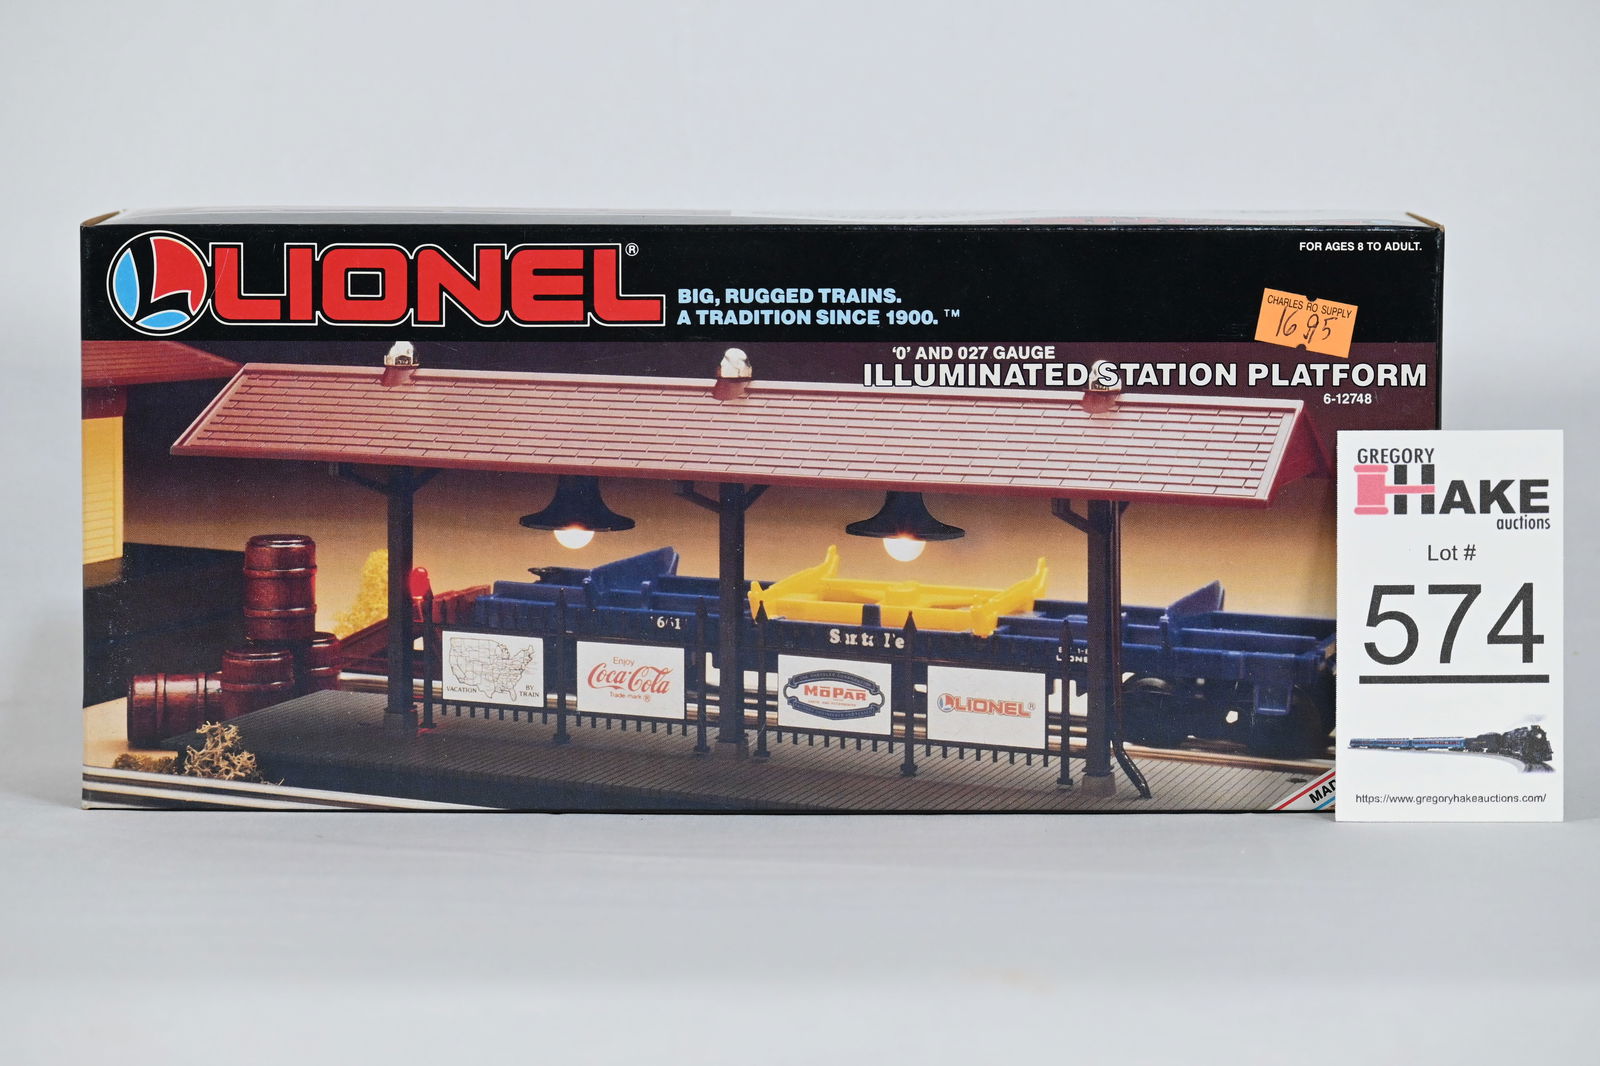 LIONEL®
BIG, RUGGED TRAINS.
A TRADITION SINCE 1900.™
FOR AGES 8 TO ADULT.
CHARLES RO SUPPLY
16.95
'O' AND 027 GAUGE
ILLUMINATED STATION PLATFORM
6-12748
Santa Fe
VACATION BY
TRAIN
Enjoy
Coca-Cola
Trade mark ®
MOPAR
LIONEL®
GREGORY
HAKE
auctions
Lot #
574
https://www.gregoryhakeauctions.com/